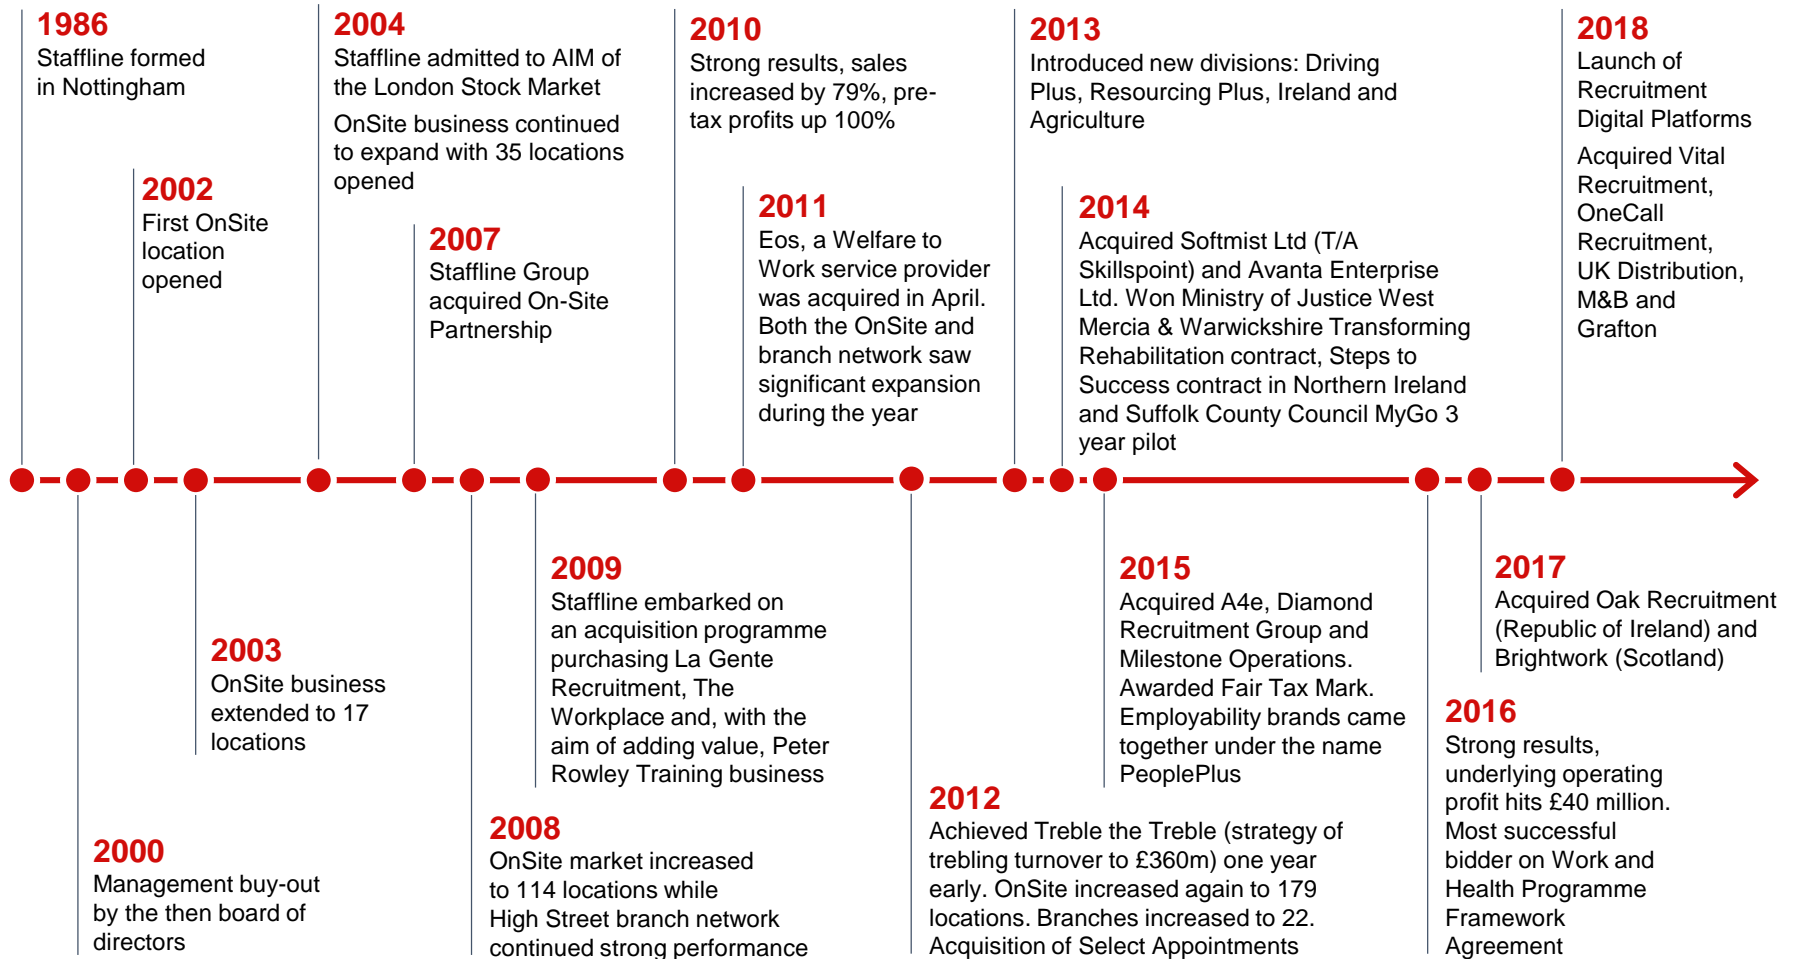 1986
Staffline formed
in Nottingham
2000
Management buy-out
by the then board of
directors
2002
First OnSite
location
opened
2003
OnSite business
extended to 17
locations
2004
Staffline admitted to AIM of
the London Stock Market
OnSite business continued
to expand with 35 locations
opened
2007
Staffline Group
acquired On-Site
Partnership
2008
OnSite market increased
to 114 locations while
High Street branch network
continued strong performance
2009
Staffline embarked on
an acquisition programme
purchasing La Gente
Recruitment, The
Workplace and, with the
aim of adding value, Peter
Rowley Training business
2010
Strong results, sales
increased by 79%, pre-
tax profits up 100%
2011
Eos, a Welfare to
Work service provider
was acquired in April.
Both the OnSite and
branch network saw
significant expansion
during the year
2012
Achieved Treble the Treble (strategy of
trebling turnover to £360m) one year
early. OnSite increased again to 179
locations. Branches increased to 22.
Acquisition of Select Appointments
2013
Introduced new divisions: Driving
Plus, Resourcing Plus, Ireland and
Agriculture
2014
Acquired Softmist Ltd (T/A
Skillspoint) and Avanta Enterprise
Ltd. Won Ministry of Justice West
Mercia & Warwickshire Transforming
Rehabilitation contract, Steps to
Success contract in Northern Ireland
and Suffolk County Council MyGo 3
year pilot
2015
Acquired A4e, Diamond
Recruitment Group and
Milestone Operations.
Awarded Fair Tax Mark.
Employability brands came
together under the name
PeoplePlus
2016
Strong results,
underlying operating
profit hits £40 million.
Most successful
bidder on Work and
Health Programme
Framework
Agreement
2017
Acquired Oak Recruitment
(Republic of Ireland) and
Brightwork (Scotland)
2018
Launch of
Recruitment
Digital Platforms
Acquired Vital
Recruitment,
OneCall
Recruitment,
UK Distribution,
M&B and
Grafton